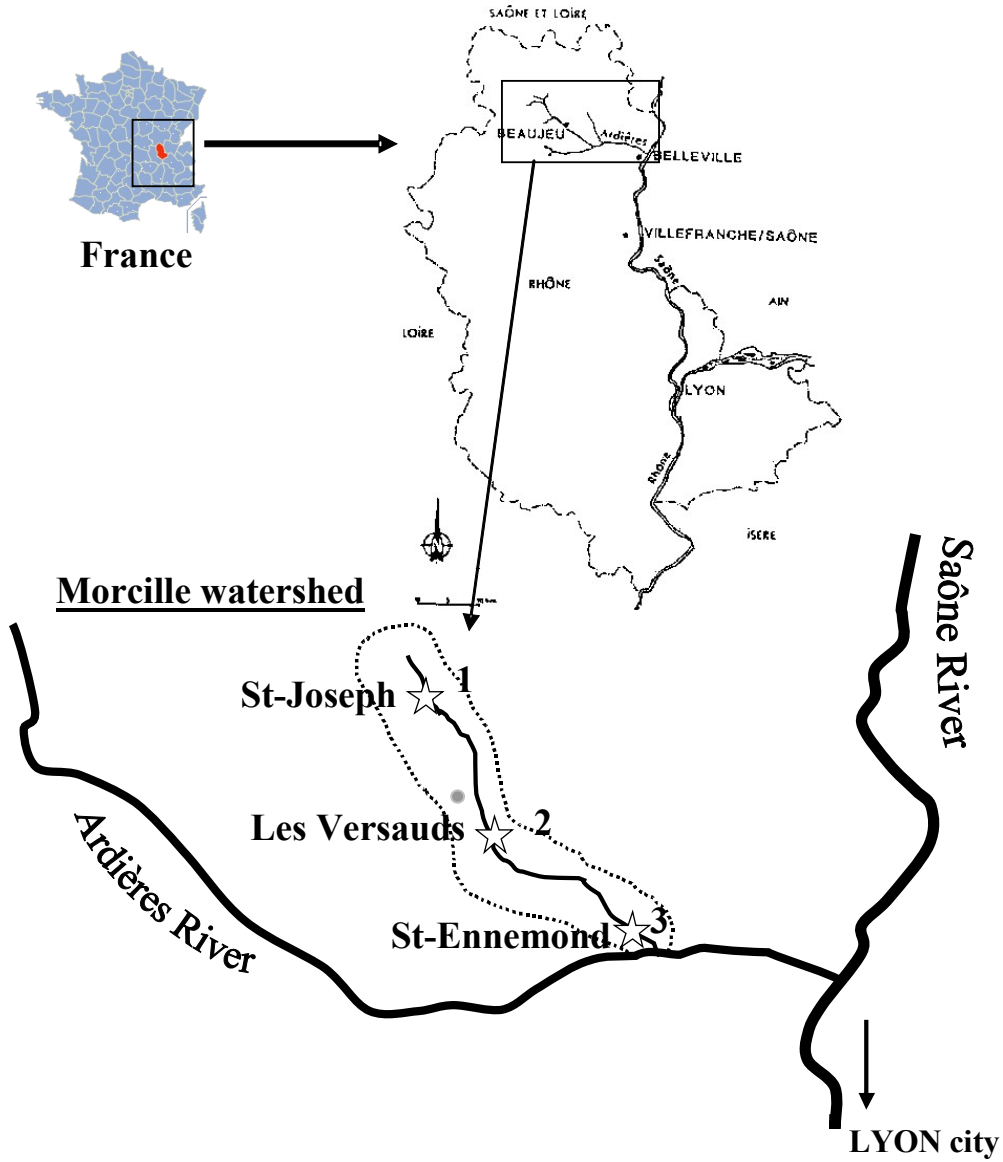 SAÔNE ET LOIRE
BEAUJEU
Ardières
BELLEVILLE
VILLEFRANCHE/SAÔNE
Saône
RHÔNE
AIN
LOIRE
LYON
Rhône
ISERE
France
N
Morcille watershed
Saône River
St-Joseph
1
Les Versauds
2
St-Ennemond
3
Ardières River
LYON city